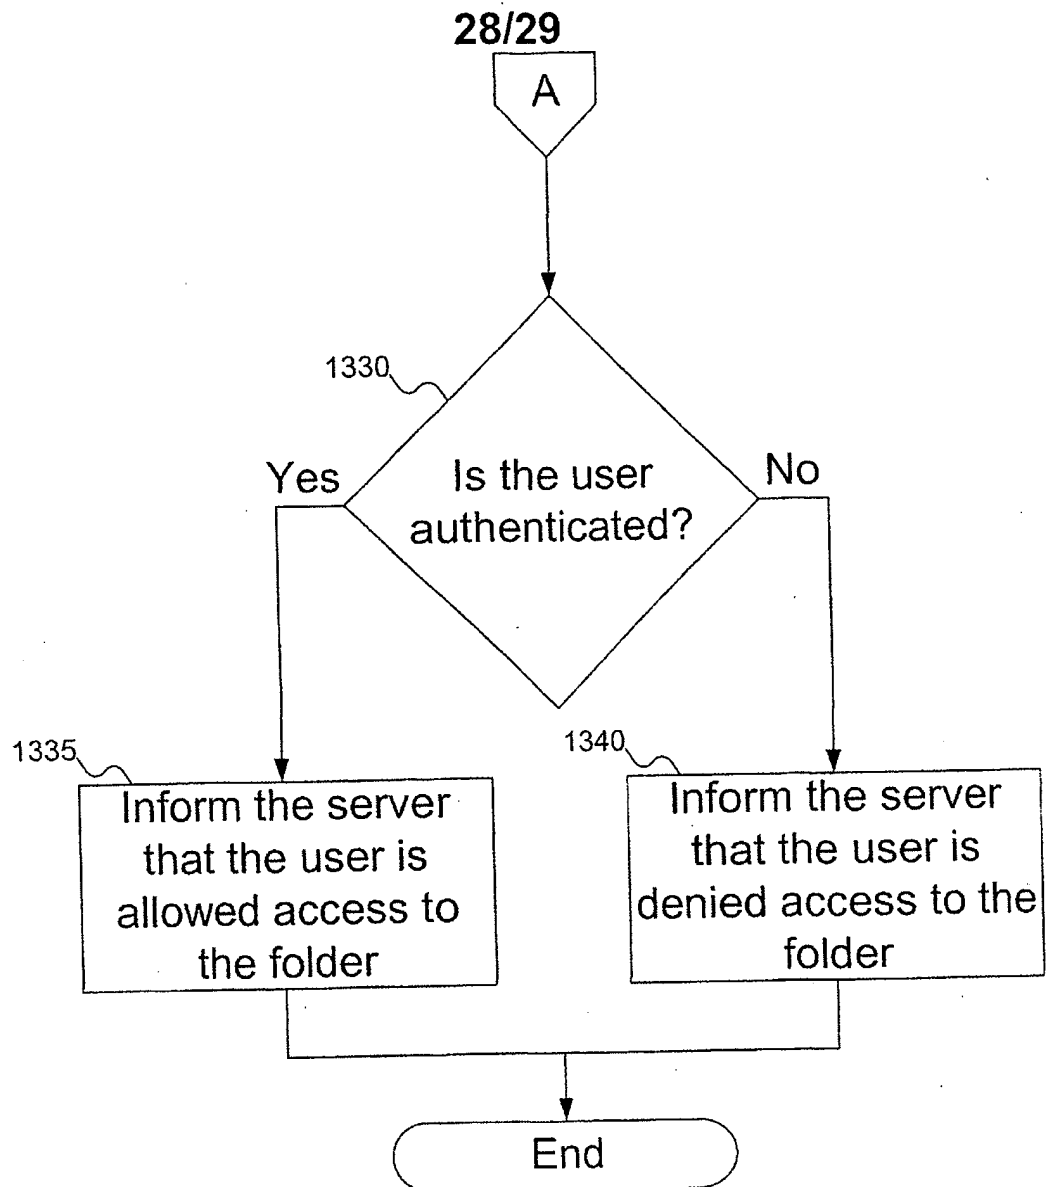 28/29
A
1330
Yes
Is the user
authenticated?
No
1335
Inform the server
that the user is
allowed access to
the folder
1340
Inform the server
that the user is
denied access to the
folder
End